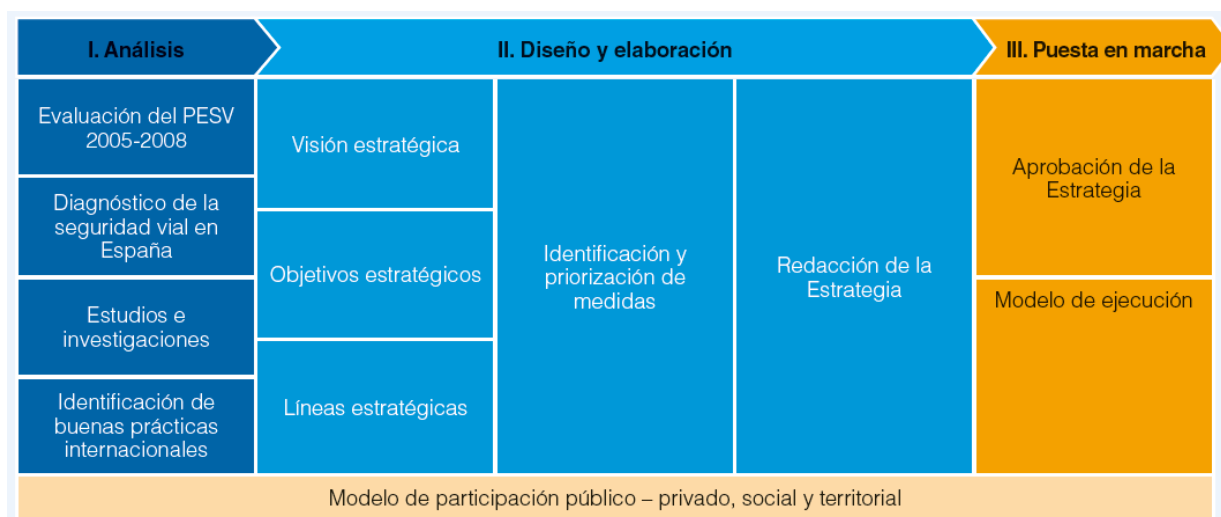 I. Análisis
II. Diseño y elaboración
III. Puesta en marcha
Evaluación del PESV
2005-2008
Diagnóstico de la
seguridad vial en
España
Estudios e
investigaciones
Identificación de
buenas prácticas
internacionales
Visión estratégica
Objetivos estratégicos
Líneas estratégicas
Identificación y
priorización de
medidas
Redacción de la
Estrategia
Aprobación de la
Estrategia
Modelo de ejecución
Modelo de participación público – privado, social y territorial